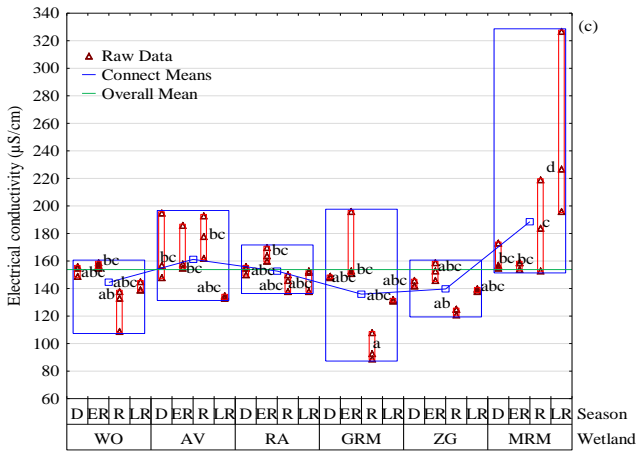 (c)
340
320
300
280
260
240
220
200
180
160
140
120
100
80
60
Electrical conductivity (µS/cm)
Raw Data
Connect Means
Overall Mean
abc
bc
ab
abc
bc
bc
abc
abc
bc
abc
abc
bc
a
abc
abc
abc
ab
abc
bc
bc
c
d
D ER R LR D ER R LR D ER R LR D ER R LR D ER R LR D ER R LR Season
WO AV RA GRM ZG MRM Wetland